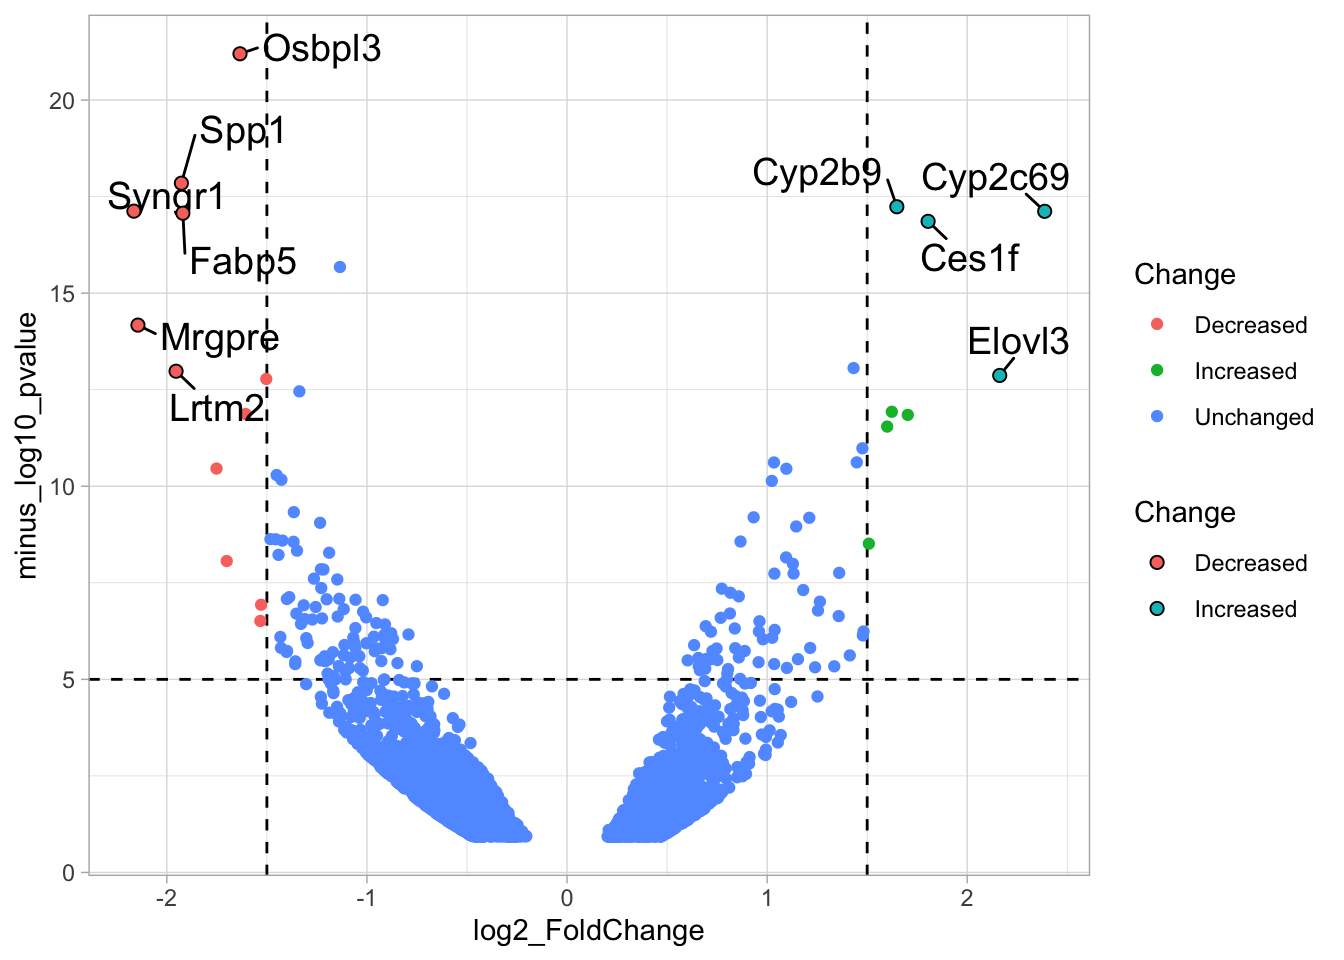 Osbpl3
Spp1
Syngr1
Fabp5
Mrgpre
Lrtm2
Cyp2b9
Cyp2c69
Ces1f
Elovl3
20
15
10
5
0
-2
-1
0
1
2
minus_log10_pvalue
log2_FoldChange
Change
Decreased
Increased
Unchanged
Change
Decreased
Increased